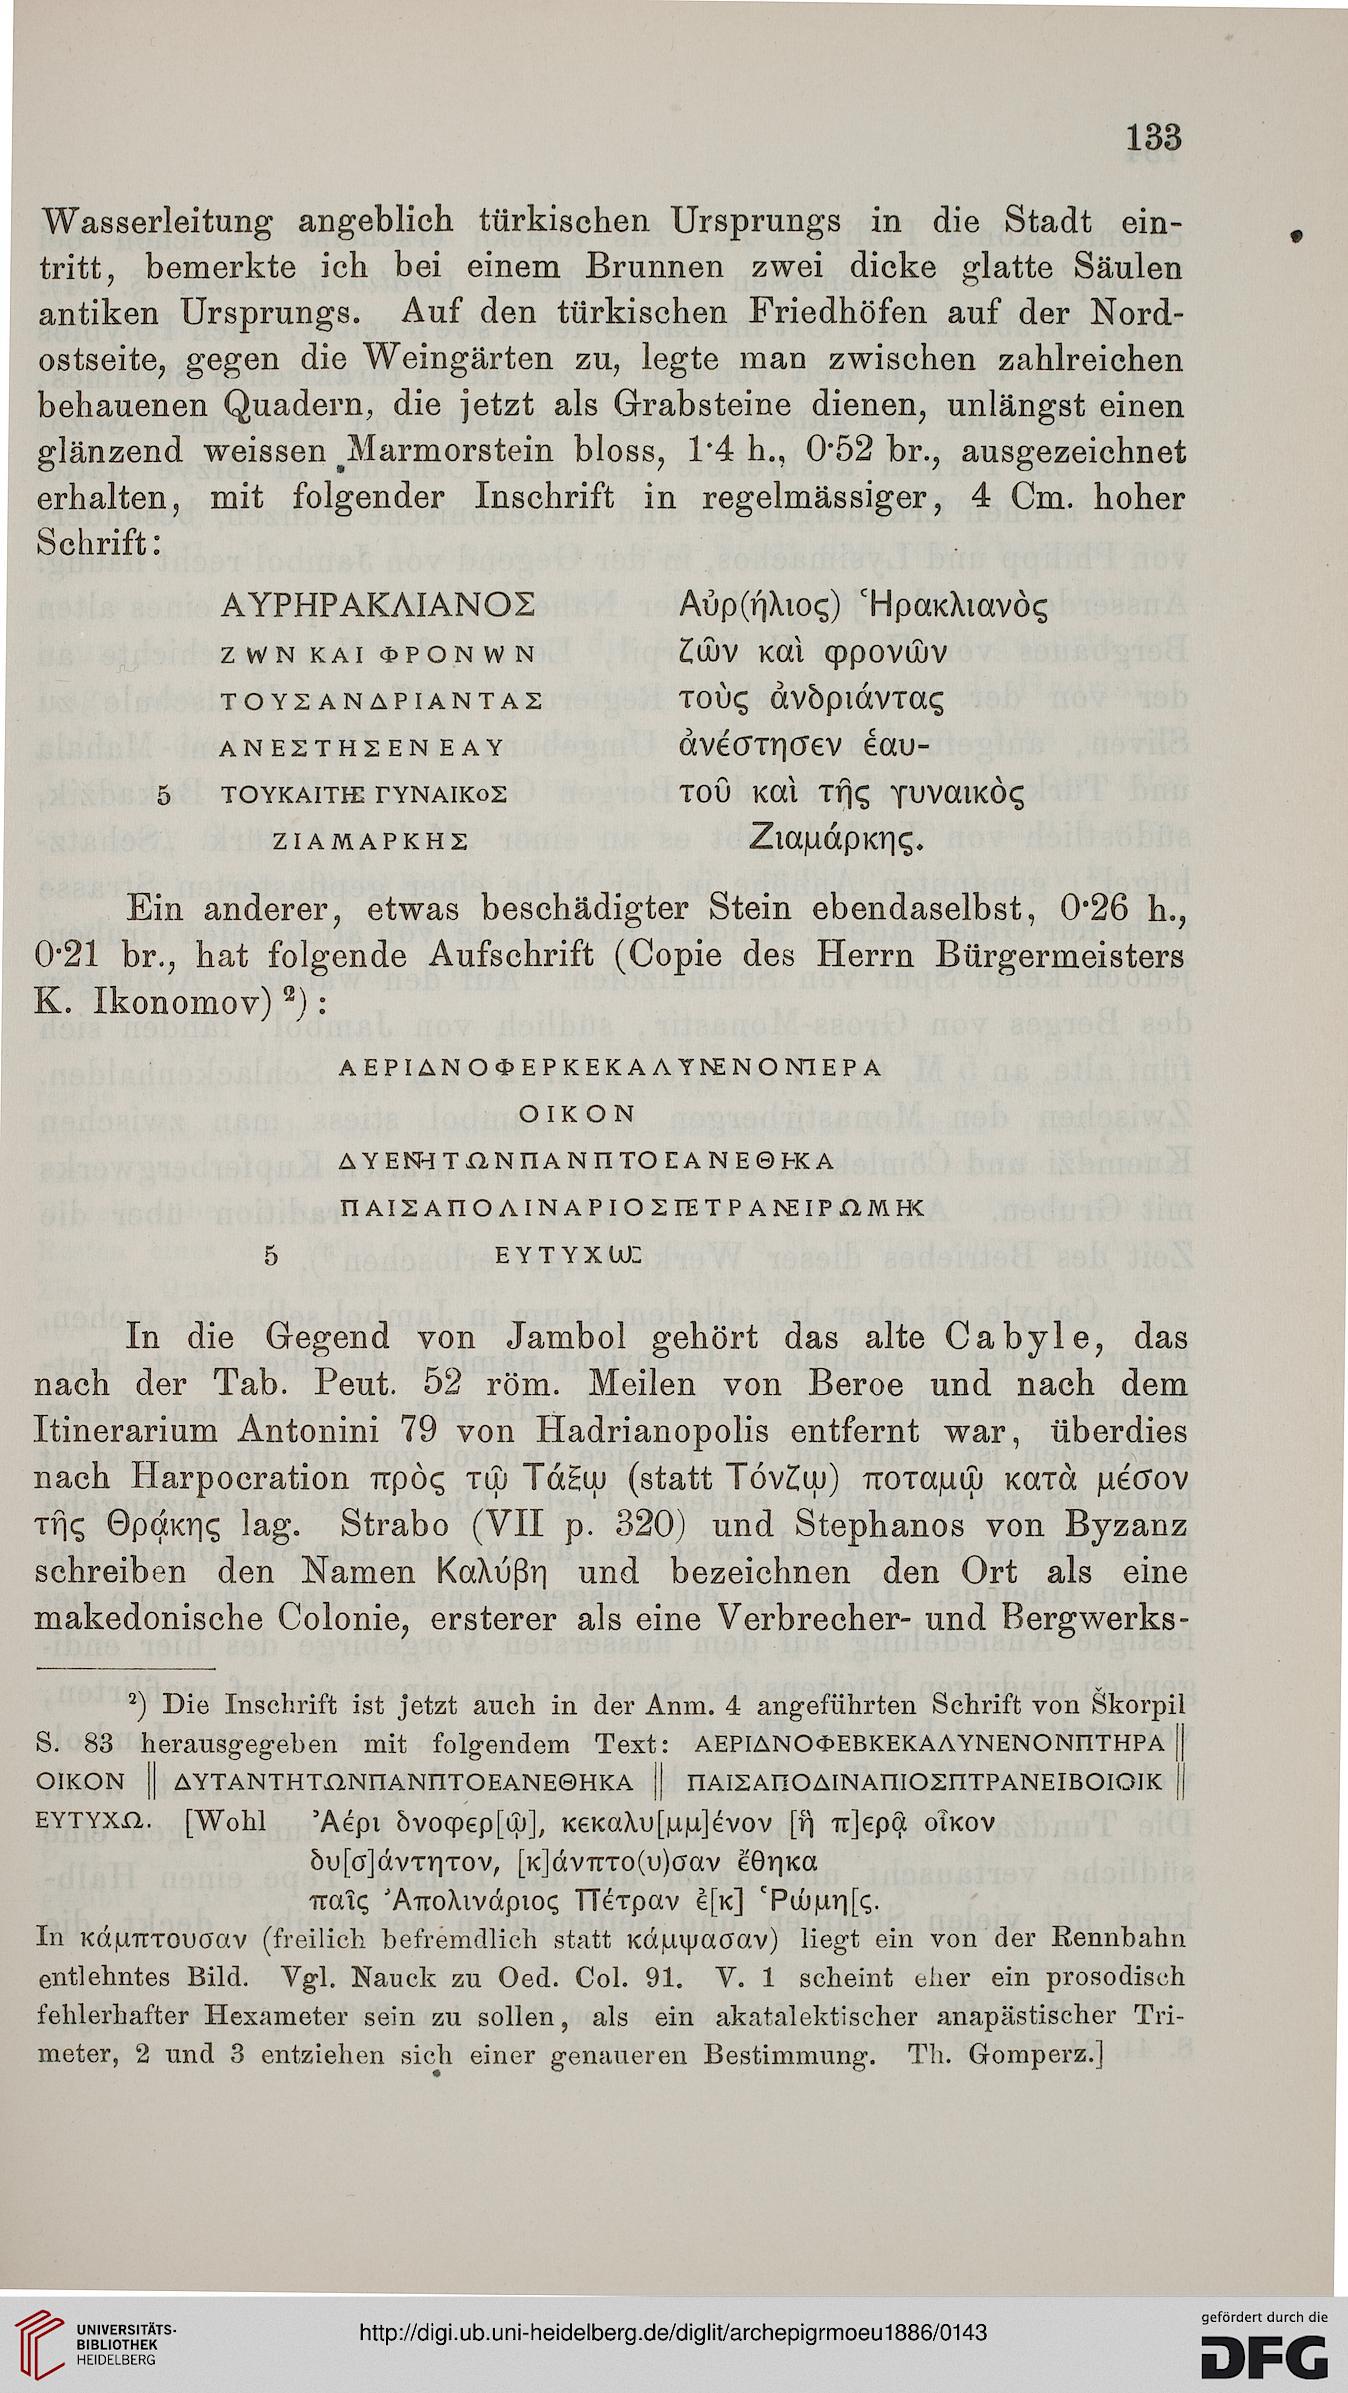 133
Wasserleitung angeblich türkischen Ursprungs in die Stadt ein-
tritt, bemerkte ich bei einem Brunnen zwei dicke glatte Säulen
antiken Ursprungs. Auf den türkischen Friedhöfen auf der Nord-
ostseite, gegen die Weingärten zu, legte man zwischen zahlreichen
behauenen Quadern, die jetzt als Grabsteine dienen, unlängst einen
glänzend weissen Marmorstein bloss, 1·4 h., 0·52 br., ausgezeichnet
erhalten, mit folgender Inschrift in regelmässiger, 4 Cm. hoher
Schrift:
ΑΥΡΗΡΑΚΛΙΑΝΟΣ Αὐρ(ήλιος) Ἡρακλιανὸς
ΖWΝ ΚΑΙ ΦΡΟΝWΝ ζῶν καὶ φρονῶν
ΤΟΥΣΑΝΔΡΙΑΝΤΑΣ τοὺς ἀνδριάντας
ΑΝΕΣΤΗΣΕΝΕΑΥ ἀνέστησεν ἑαυ-
5 ΤΟΥΚΑΙΤΗΣ ΓΥΝΑΙΚοΣ τοῦ καὶ τῆς γυναικὸς
ΖΙΑΜΑΡΚΗΣ Ζιαμάρκης.
Ein anderer, etwas beschädigter Stein ebendaselbst, 0·26 h.,
0·21 br., hat folgende Aufschrift (Copie des Herrn Bürgermeisters
K. Ikonomov) ²) :
ΑΕΡΙΔΝΟΦΕΡΚΕΚΑΛΥΝΕΝΟΝΠΕΡΑ
ΟΙΚΟΝ
ΔΥΕΝΗΤΩΝΠΑΝΠΤΟΕΑΝΕΘΗΚΑ
ΠΑΙΣΑΠΟΛΙΝΑΡΙΟΣΠΕΤΡΑΝΕΙΡΩΜΗΚ
5 ΕΥΤΥΧωΣ
In die Gegend von Jambol gehört das alte Cabyle, das
nach der Tab. Peut. 52 röm. Meilen von Beroe und nach dem
Itinerarium Antonini 79 von Hadrianopolis entfernt war, überdies
nach Harpocration πρὸς τῷ Τάξῳ (statt Τόνζῳ) ποταμῷ κατὰ μέσον
τῆς Θρᾴκης lag. Strabo (VII p. 320) und Stephanos von Byzanz
schreiben den Namen Καλύβη und bezeichnen den Ort als eine
makedonische Colonie, ersterer als eine Verbrecher- und Bergwerks-
²) Die Inschrift ist jetzt auch in der Anm. 4 angeführten Schrift von Škorpil
S. 83 herausgegeben mit folgendem Text: ΑΕΡΙΔΝΟΦΕΒΚΕΚΑΛΥΝΕΝΟΝΠΤΗΡΑ ||
ΟΙΚΟΝ || ΔΥΤΑΝΤΗΤΩΝΠΑΝΠΤΟΕΑΝΕΘΗΚΑ || ΠΑΙΣΑΠΟΔΙΝΑΠΙΟΣΠΤΡΑΝΕΙΒΟΙΟΙΚ ||
ΕΥΤΥΧΩ. [Wohl Ἀέρι δνοφερ[ῷ], κεκαλυ[μμ]ένον [ἢ π]ερᾷ οἶκον
δυ[σ]άντητον, [κ]άνπτο(υ)σαν ἔθηκα
παῖς Ἀπολινάριος Πέτραν ἐ[κ] Ῥώμη[ς.
In κάμπτουσαν (freilich befremdlich statt κάμψασαν) liegt ein von der Rennbahn
entlehntes Bild. Vgl. Nauck zu Oed. Col. 91. V. 1 scheint eher ein prosodisch
fehlerhafter Hexameter sein zu sollen, als ein akatalektischer anapästischer Tri-
meter, 2 und 3 entziehen sich einer genaueren Bestimmung. Th. Gomperz.]
UNIVERSITÄTS-
BIBLIOTHEK
HEIDELBERG
http://digi.ub.uni-heidelberg.de/diglit/archepigrmoeu1886/0143
gefördert durch die
DFG